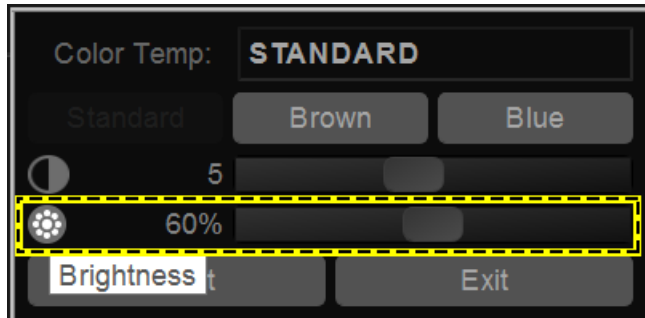 Color Temp: STANDARD
Standard Brown Blue
5
60%
Brightness t Exit